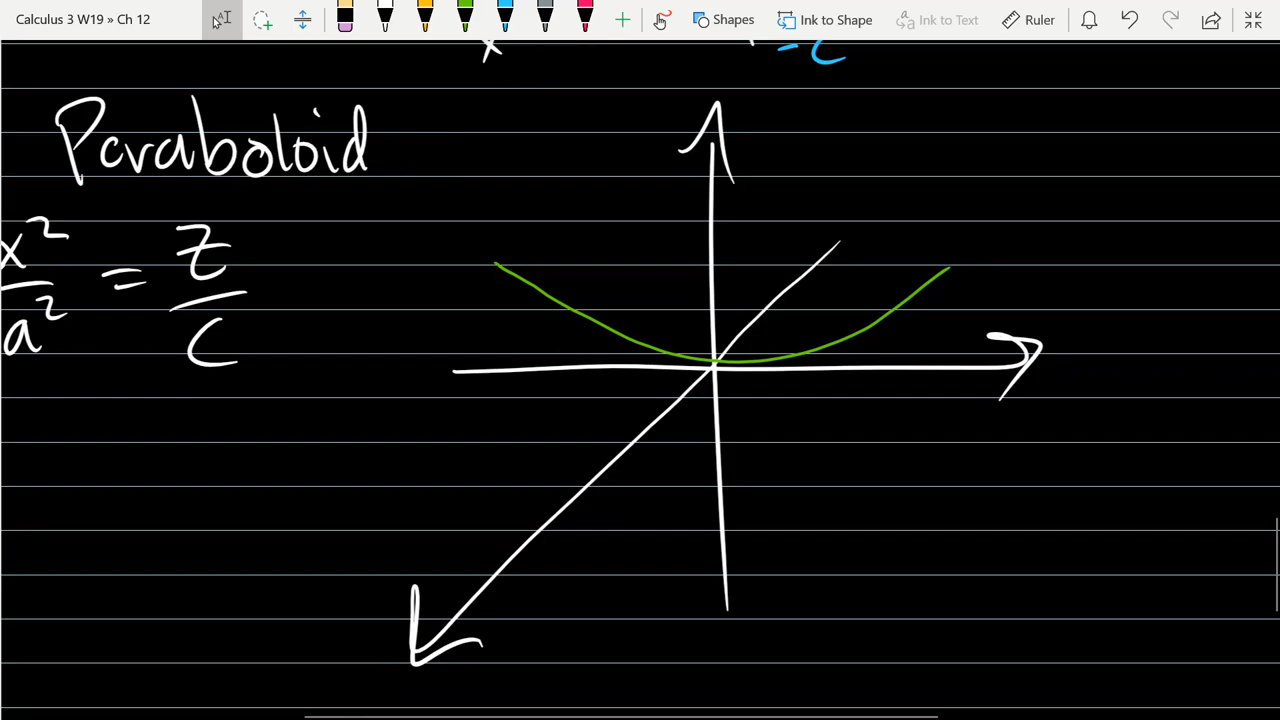 Calculus 3 W19 » Ch 12
Shapes
Ink to Shape
Ink to Text
Ruler
x
= c
Paraboloid
x²/a² = z/c